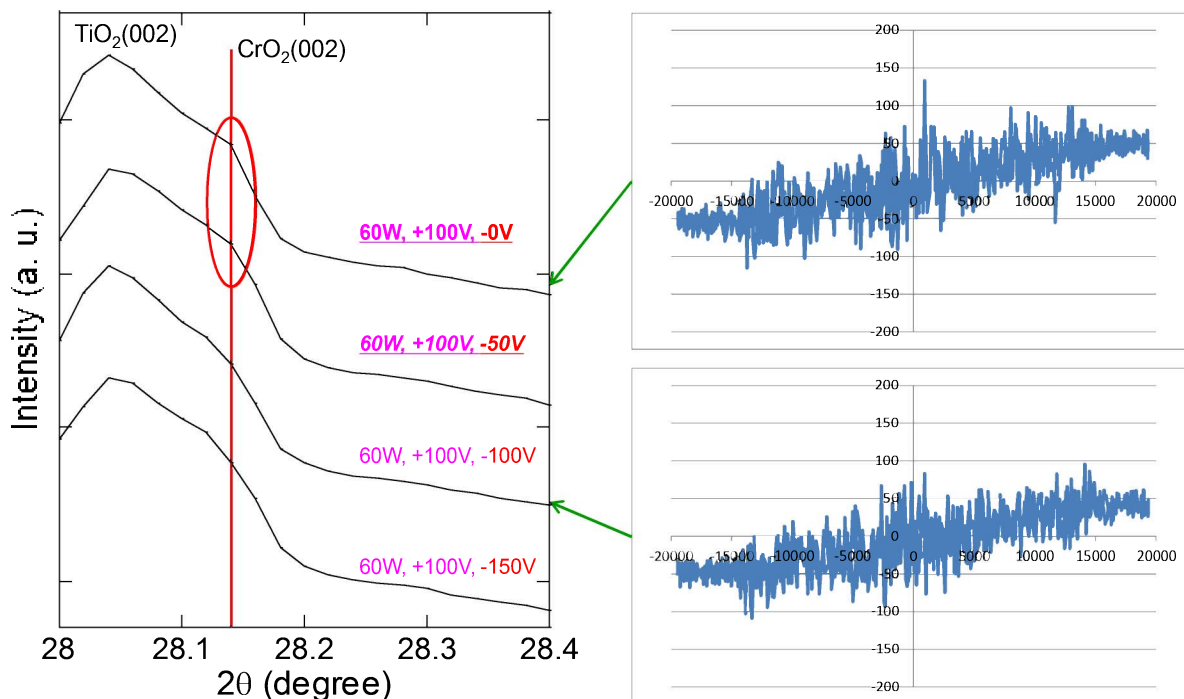 TiO₂(002)
CrO₂(002)
Intensity (a. u.)
60W, +100V, -0V
60W, +100V, -50V
60W, +100V, -100V
60W, +100V, -150V
28 28.1 28.2 28.3 28.4
2θ (degree)
200
150
100
50
0
-20000 -15000 -10000 -5000 0 5000 10000 15000 20000
-50
-100
-150
-200
200
150
100
50
0
-20000 -15000 -10000 -5000 0 5000 10000 15000 20000
-50
-100
-150
-200